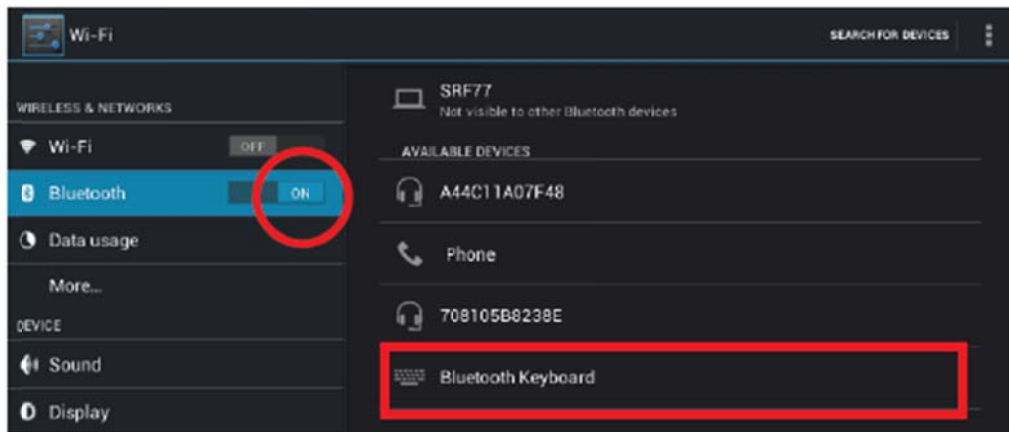 Wi-Fi
SEARCH FOR DEVICES
WIRELESS & NETWORKS
Wi-Fi
OFF
Bluetooth
ON
Data usage
More...
DEVICE
Sound
Display
SRF77
Not visible to other Bluetooth devices
AVAILABLE DEVICES
A44C11A07F48
Phone
708105B8238E
Bluetooth Keyboard